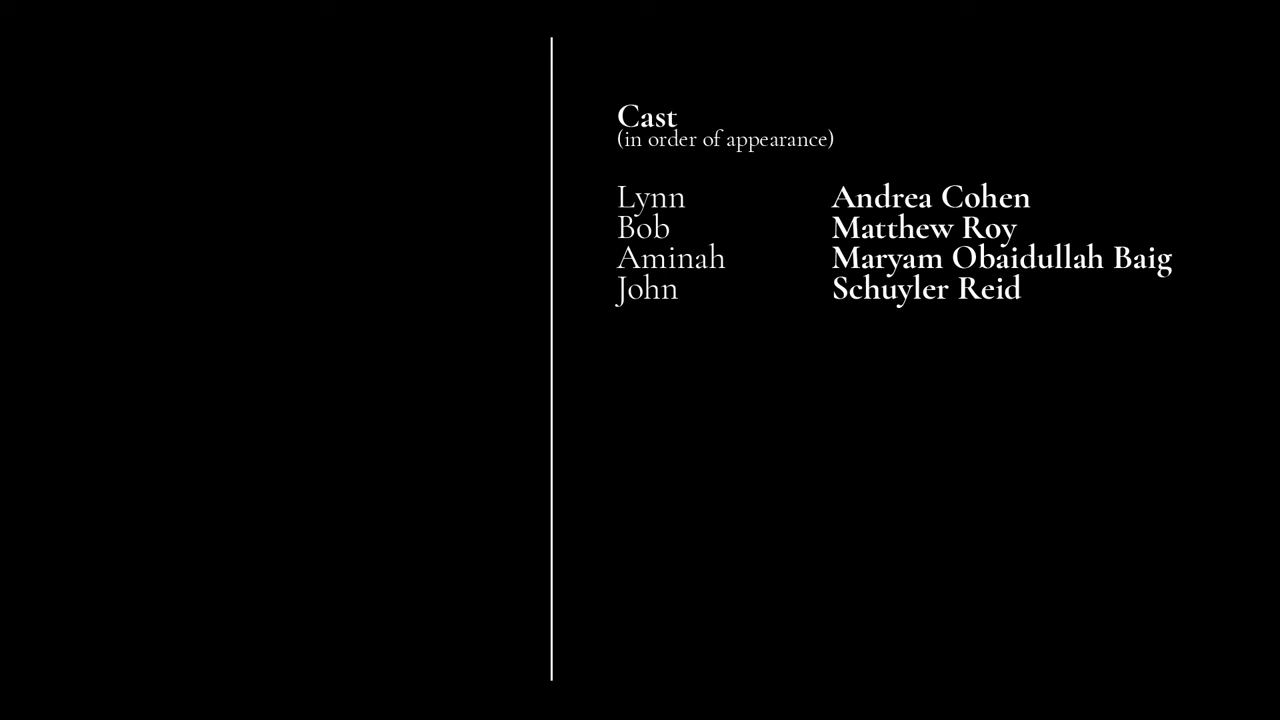 Cast
(in order of appearance)
Lynn Andrea Cohen
Bob Matthew Roy
Aminah Maryam Obaidullah Baig
John Schuyler Reid